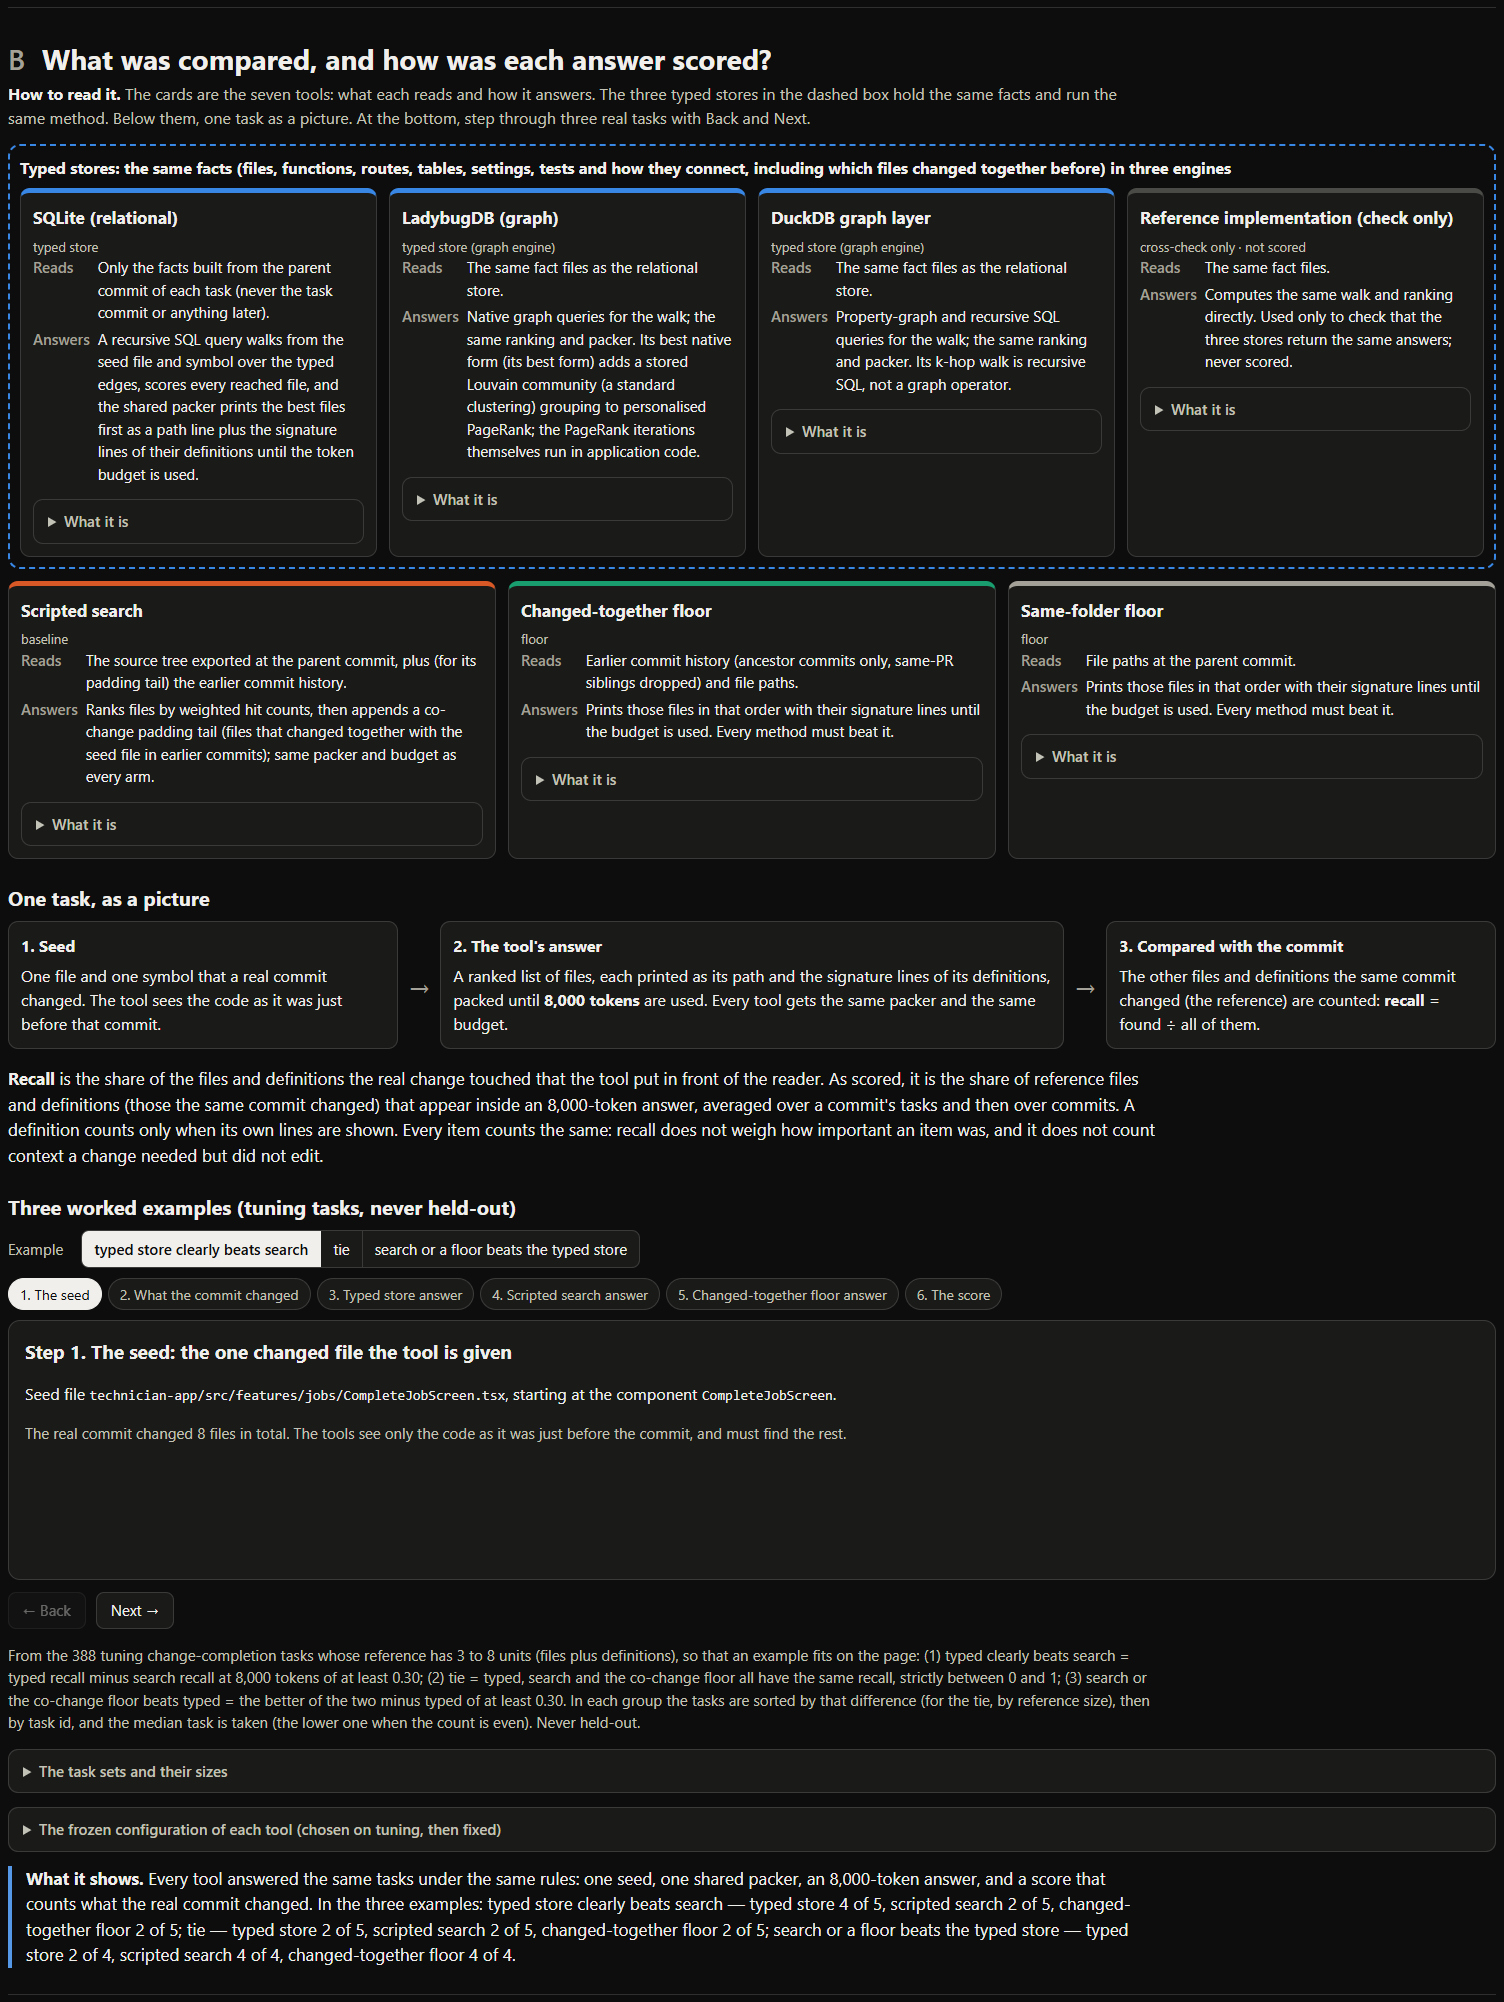 B What was compared, and how was each answer scored?
How to read it. The cards are the seven tools: what each reads and how it answers. The three typed stores in the dashed box hold the same facts and run the
same method. Below them, one task as a picture. At the bottom, step through three real tasks with Back and Next.
Typed stores: the same facts (files, functions, routes, tables, settings, tests and how they connect, including which files changed together before) in three engines
SQLite (relational)
typed store
Reads Only the facts built from the parent
commit of each task (never the task
commit or anything later).
Answers A recursive SQL query walks from the
seed file and symbol over the typed
edges, scores every reached file, and
the shared packer prints the best files
first as a path line plus the signature
lines of their definitions until the token
budget is used.
▶ What it is
LadybugDB (graph)
typed store (graph engine)
Reads The same fact files as the relational
store.
Answers Native graph queries for the walk; the
same ranking and packer. Its best native
form (its best form) adds a stored
Louvain community (a standard
clustering) grouping to personalised
PageRank; the PageRank iterations
themselves run in application code.
▶ What it is
DuckDB graph layer
typed store (graph engine)
Reads The same fact files as the relational
store.
Answers Property-graph and recursive SQL
queries for the walk; the same ranking
and packer. Its k-hop walk is recursive
SQL, not a graph operator.
▶ What it is
Reference implementation (check only)
cross-check only · not scored
Reads The same fact files.
Answers Computes the same walk and ranking
directly. Used only to check that the
three stores return the same answers;
never scored.
▶ What it is
Scripted search
baseline
Reads The source tree exported at the parent commit, plus (for its
padding tail) the earlier commit history.
Answers Ranks files by weighted hit counts, then appends a co-
change padding tail (files that changed together with the
seed file in earlier commits); same packer and budget as
every arm.
▶ What it is
Changed-together floor
floor
Reads Earlier commit history (ancestor commits only, same-PR
siblings dropped) and file paths.
Answers Prints those files in that order with their signature lines until
the budget is used. Every method must beat it.
▶ What it is
Same-folder floor
floor
Reads File paths at the parent commit.
Answers Prints those files in that order with their signature lines until
the budget is used. Every method must beat it.
▶ What it is
One task, as a picture
1. Seed
One file and one symbol that a real commit
changed. The tool sees the code as it was just
before that commit.
→
2. The tool's answer
A ranked list of files, each printed as its path and the signature lines of its definitions,
packed until 8,000 tokens are used. Every tool gets the same packer and the same
budget.
→
3. Compared with the commit
The other files and definitions the same commit
changed (the reference) are counted: recall =
found ÷ all of them.
Recall is the share of the files and definitions the real change touched that the tool put in front of the reader. As scored, it is the share of reference files
and definitions (those the same commit changed) that appear inside an 8,000-token answer, averaged over a commit's tasks and then over commits. A
definition counts only when its own lines are shown. Every item counts the same: recall does not weigh how important an item was, and it does not count
context a change needed but did not edit.
Three worked examples (tuning tasks, never held-out)
Example typed store clearly beats search tie search or a floor beats the typed store
1. The seed 2. What the commit changed 3. Typed store answer 4. Scripted search answer 5. Changed-together floor answer 6. The score
Step 1. The seed: the one changed file the tool is given
Seed file technician-app/src/features/jobs/CompleteJobScreen.tsx, starting at the component CompleteJobScreen.
The real commit changed 8 files in total. The tools see only the code as it was just before the commit, and must find the rest.
← Back Next →
From the 388 tuning change-completion tasks whose reference has 3 to 8 units (files plus definitions), so that an example fits on the page: (1) typed clearly beats search =
typed recall minus search recall at 8,000 tokens of at least 0.30; (2) tie = typed, search and the co-change floor all have the same recall, strictly between 0 and 1; (3) search or
the co-change floor beats typed = the better of the two minus typed of at least 0.30. In each group the tasks are sorted by that difference (for the tie, by reference size), then
by task id, and the median task is taken (the lower one when the count is even). Never held-out.
▶ The task sets and their sizes
▶ The frozen configuration of each tool (chosen on tuning, then fixed)
What it shows. Every tool answered the same tasks under the same rules: one seed, one shared packer, an 8,000-token answer, and a score that
counts what the real commit changed. In the three examples: typed store clearly beats search — typed store 4 of 5, scripted search 2 of 5, changed-
together floor 2 of 5; tie — typed store 2 of 5, scripted search 2 of 5, changed-together floor 2 of 5; search or a floor beats the typed store — typed
store 2 of 4, scripted search 4 of 4, changed-together floor 4 of 4.